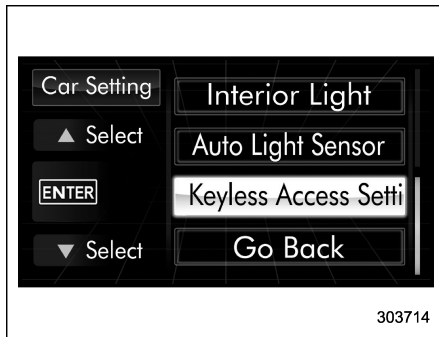 Car Setting
▲ Select
ENTER
▼ Select
Interior Light
Auto Light Sensor
Keyless Access Setti
Go Back
303714